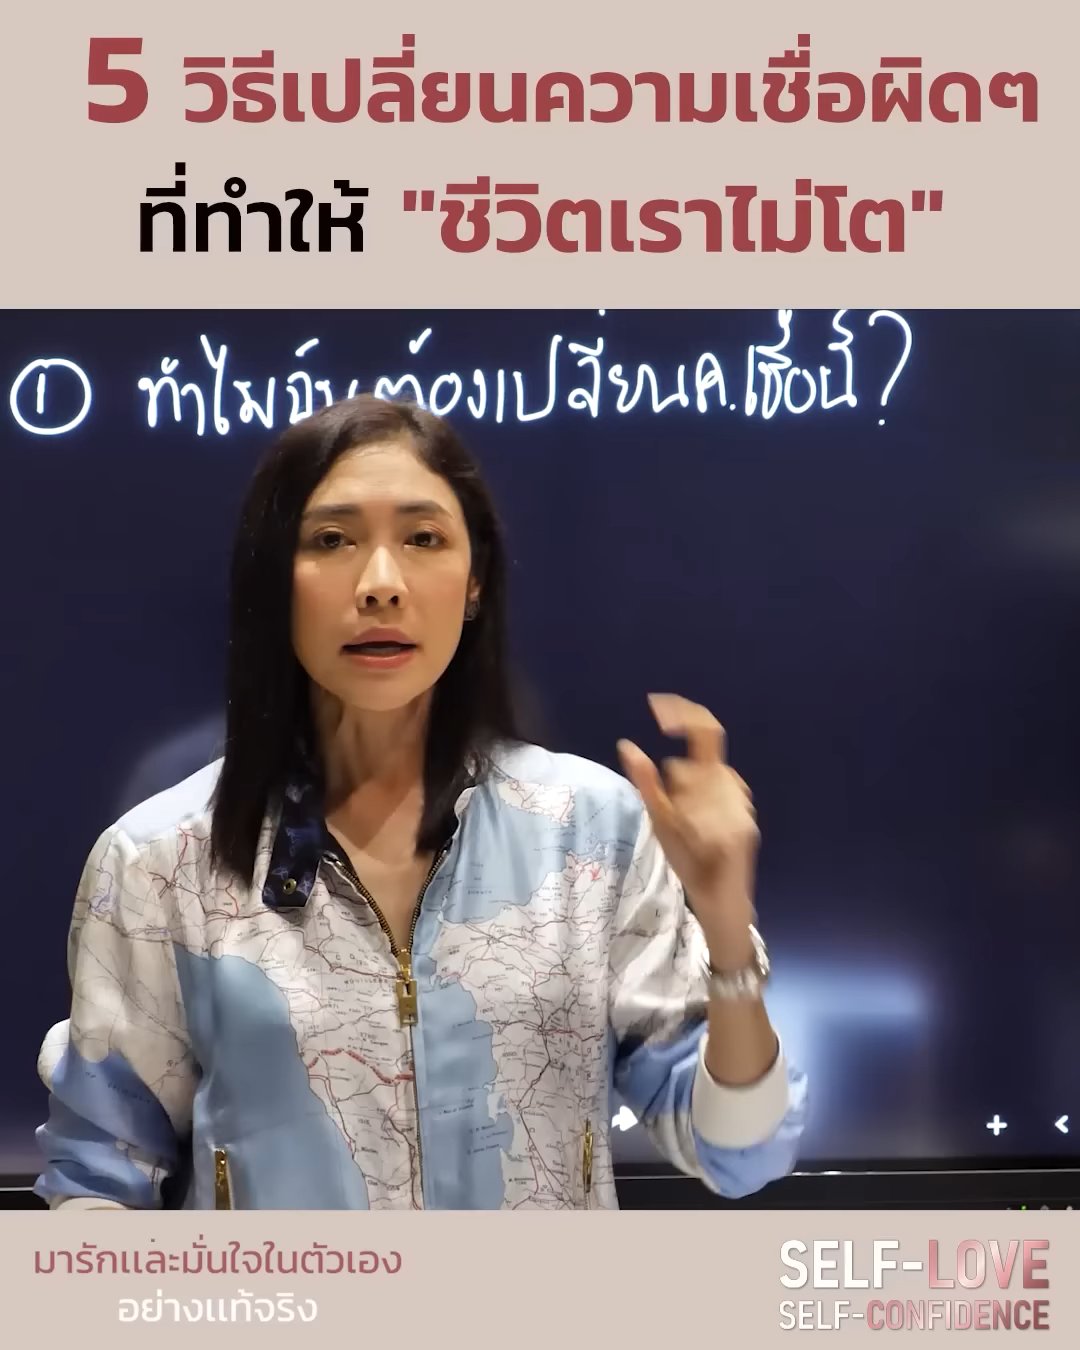 5 วิธีเปลี่ยนความเชื่อผิดๆ
ที่ทำให้ "ชีวิตเราไม่โต"
① ทำไมฉันต้องเปลี่ยนค.เชื่อนี้?
มารักและมั่นใจในตัวเอง
อย่างแท้จริง
SELF-LOVE
SELF-CONFIDENCE